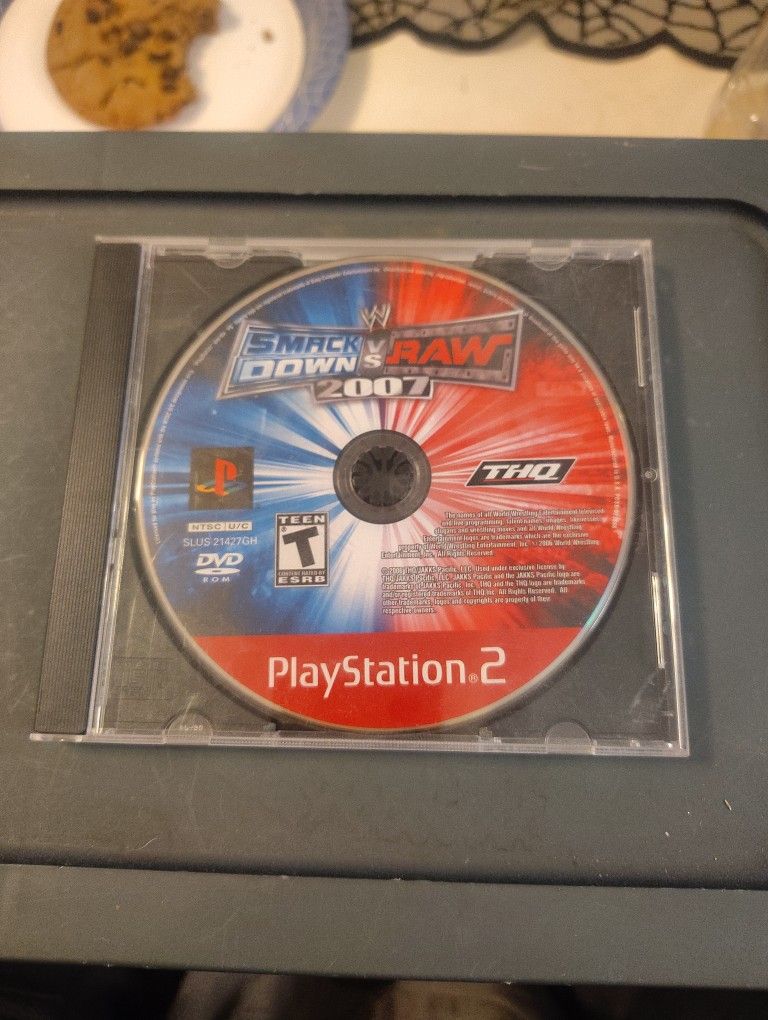 W
SMACK
DOWN
VS
RAW
2007
THQ
NTSC U/C
SLUS 21427GH
DVD
ROM
TEEN
T
CONTENT RATED BY
ESRB
The names of all World Wrestling Entertainment televised
and live programming, talent names, images, likenesses,
slogans and wrestling moves and all World Wrestling
Entertainment logos are trademarks which are the exclusive
property of World Wrestling Entertainment, Inc. © 2006 World Wrestling
Entertainment, Inc. All Rights Reserved.
© 2006 THQ/JAKKS Pacific, LLC. Used under exclusive license by
THQ/JAKKS Pacific, LLC. JAKKS Pacific and the JAKKS Pacific logo are
trademarks of JAKKS Pacific, Inc. THQ and the THQ logo are trademarks
and/or registered trademarks of THQ Inc. All Rights Reserved. All
other trademarks, logos and copyrights are property of their
respective owners.
PlayStation®2